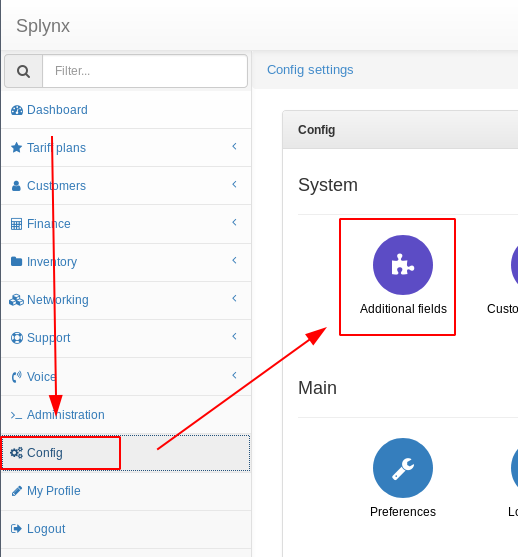 Splynx
Filter...
Config settings
Dashboard
Tariff plans
Customers
Finance
Inventory
Networking
Support
Voice
Administration
Config
My Profile
Logout
Config
System
Additional fields
Custo
Main
Preferences
Lo